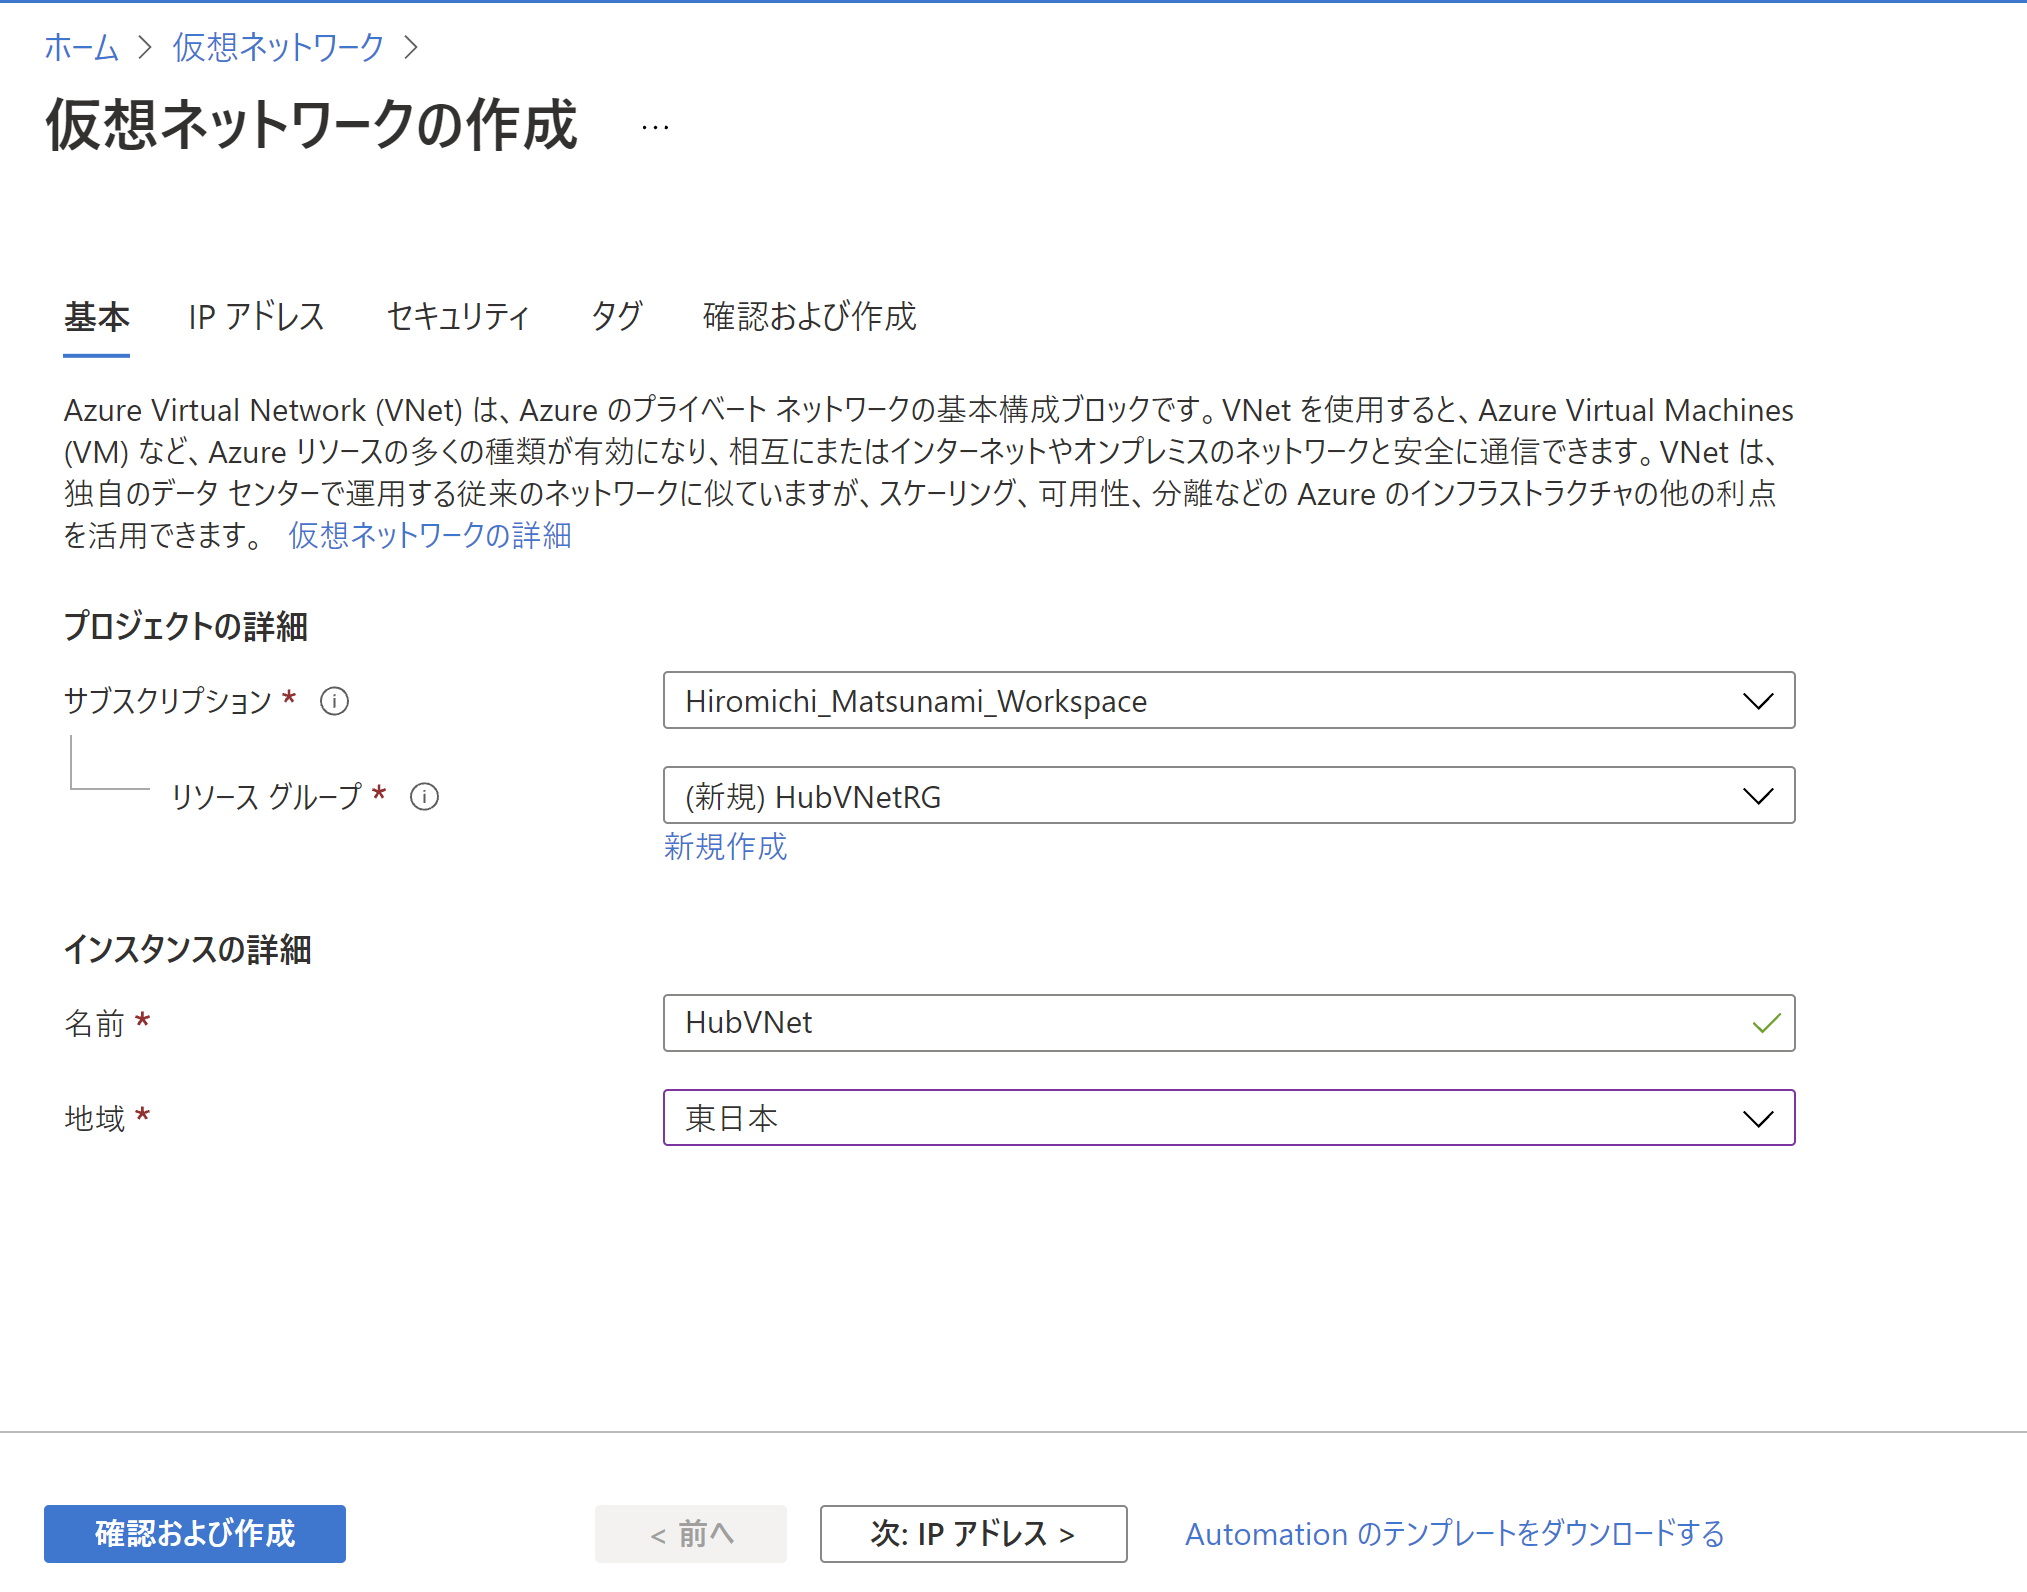 ホーム > 仮想ネットワーク >
仮想ネットワークの作成 …
基本 IP アドレス セキュリティ タグ 確認および作成
Azure Virtual Network (VNet) は、Azure のプライベート ネットワークの基本構成ブロックです。VNet を使用すると、Azure Virtual Machines
(VM) など、Azure リソースの多くの種類が有効になり、相互にまたはインターネットやオンプレミスのネットワークと安全に通信できます。VNet は、
独自のデータ センターで運用する従来のネットワークに似ていますが、スケーリング、可用性、分離などの Azure のインフラストラクチャの他の利点
を活用できます。 仮想ネットワークの詳細
プロジェクトの詳細
サブスクリプション * Hiromichi_Matsunami_Workspace
リソース グループ * (新規) HubVNetRG
新規作成
インスタンスの詳細
名前 * HubVNet
地域 * 東日本
確認および作成 < 前へ 次: IP アドレス > Automation のテンプレートをダウンロードする